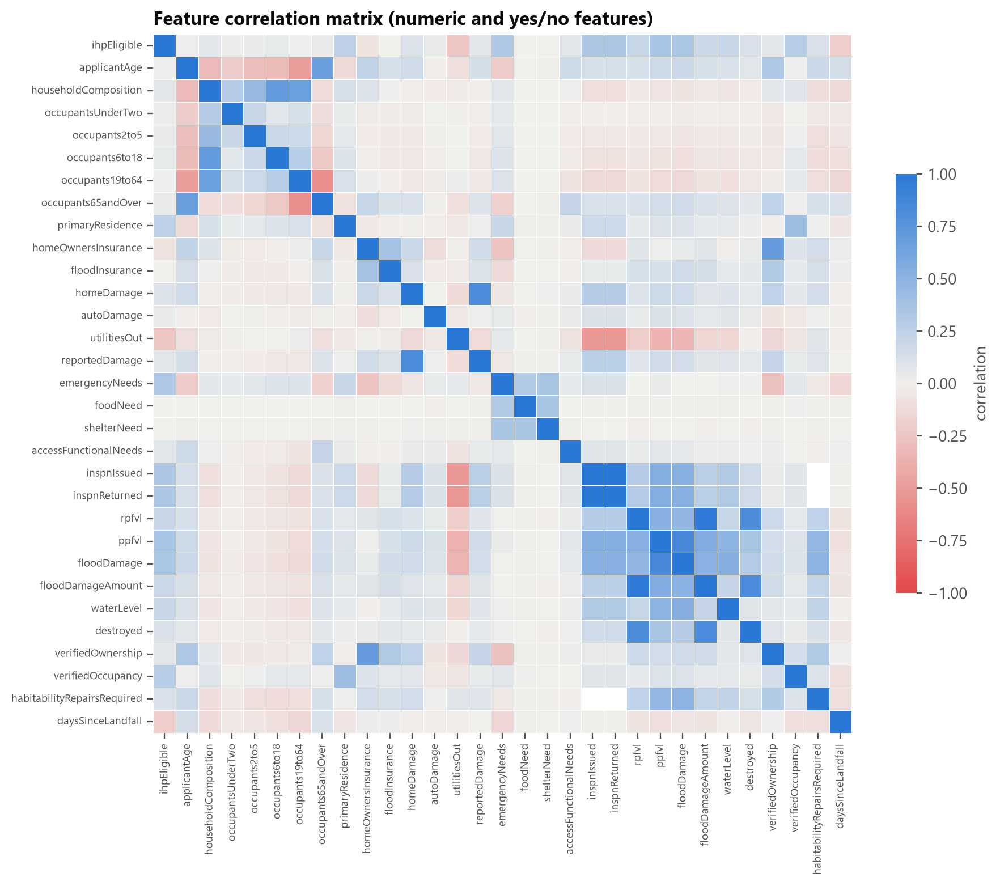 Feature correlation matrix (numeric and yes/no features)
ihpEligible
applicantAge
householdComposition
occupantsUnderTwo
occupants2to5
occupants6to18
occupants19to64
occupants65andOver
primaryResidence
homeOwnersInsurance
floodInsurance
homeDamage
autoDamage
utilitiesOut
reportedDamage
emergencyNeeds
foodNeed
shelterNeed
accessFunctionalNeeds
inspnIssued
inspnReturned
rpfvl
ppfvl
floodDamage
floodDamageAmount
waterLevel
destroyed
verifiedOwnership
verifiedOccupancy
habitabilityRepairsRequired
daysSinceLandfall
ihpEligible
applicantAge
householdComposition
occupantsUnderTwo
occupants2to5
occupants6to18
occupants19to64
occupants65andOver
primaryResidence
homeOwnersInsurance
floodInsurance
homeDamage
autoDamage
utilitiesOut
reportedDamage
emergencyNeeds
foodNeed
shelterNeed
accessFunctionalNeeds
inspnIssued
inspnReturned
rpfvl
ppfvl
floodDamage
floodDamageAmount
waterLevel
destroyed
verifiedOwnership
verifiedOccupancy
habitabilityRepairsRequired
daysSinceLandfall
1.00
0.75
0.50
0.25
0.00
−0.25
−0.50
−0.75
−1.00
correlation